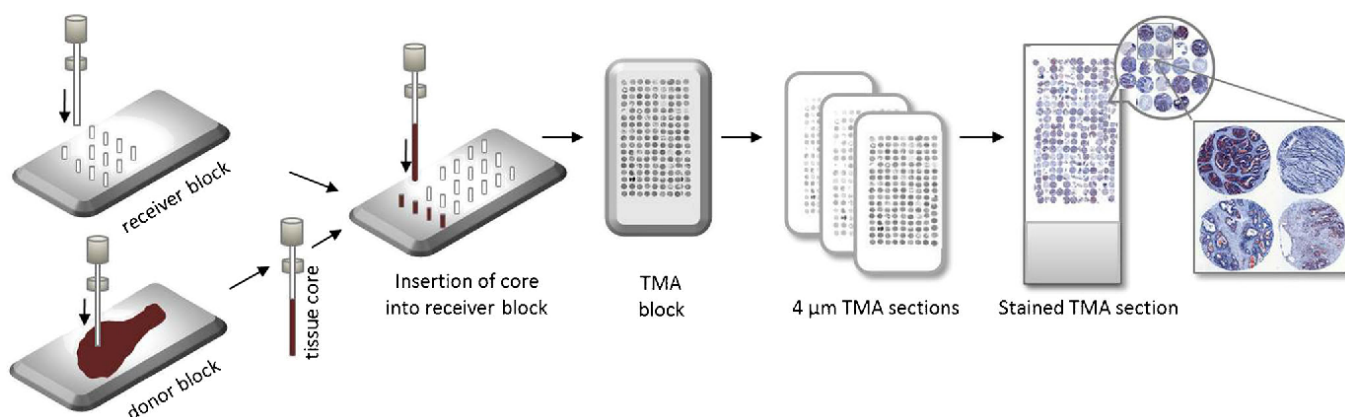 receiver block
donor block
tissue core
Insertion of core
into receiver block
TMA
block
4 µm TMA sections
Stained TMA section